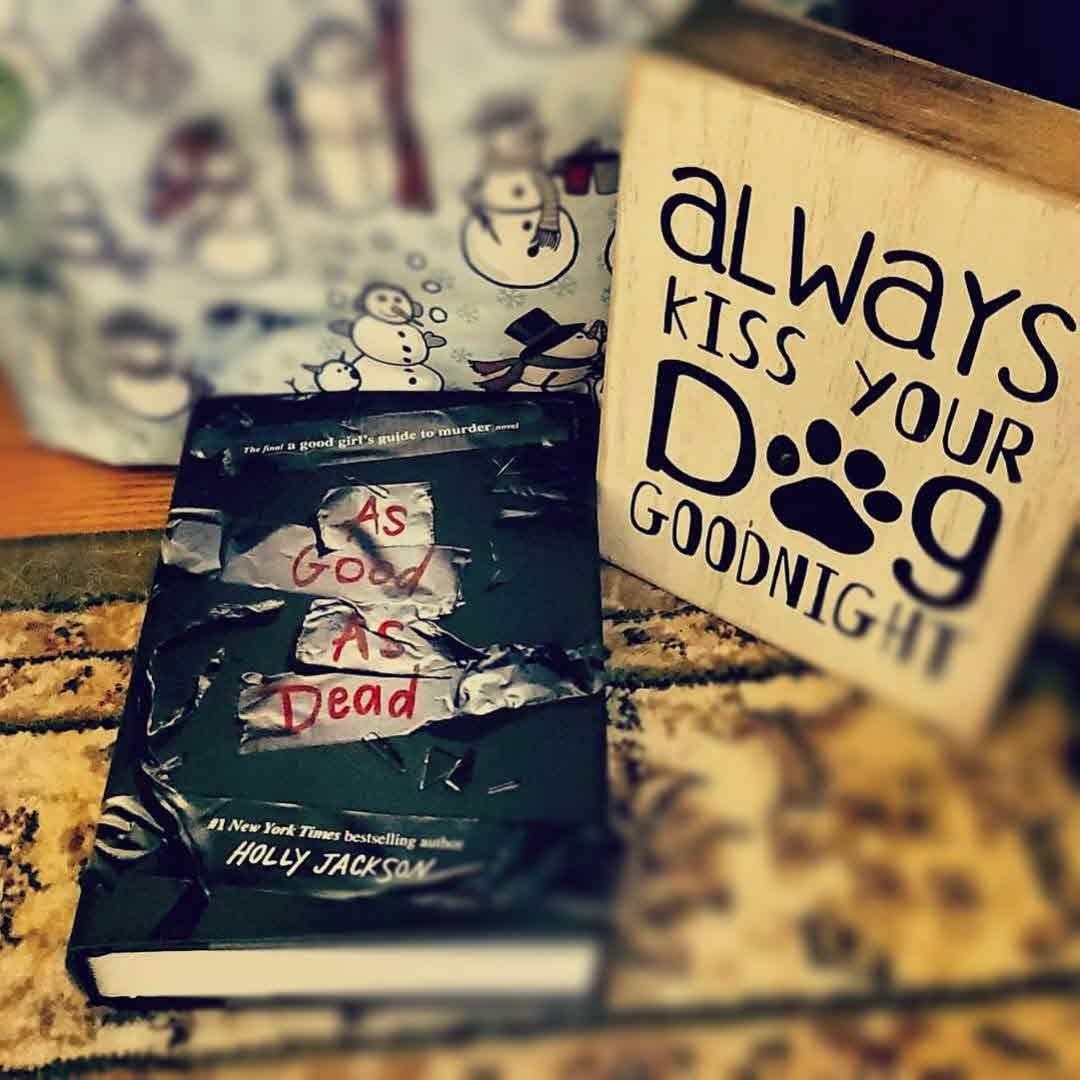 The final a good girl's guide to murder novel
As
Good
As
Dead
#1 New York Times bestselling author
HOLLY JACKSON
aLWaYS
KISS YOUR
Dog
GOODNIGHT